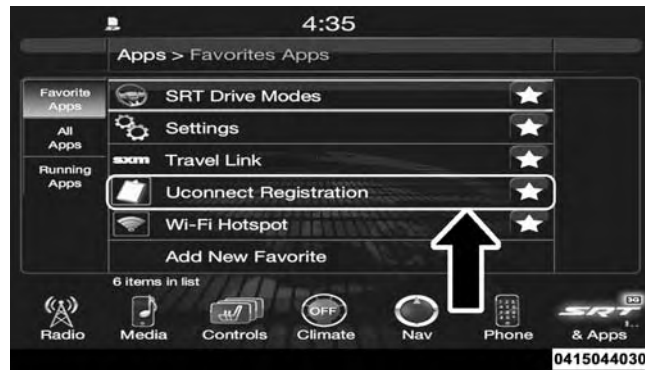 4:35
Apps > Favorites Apps
Favorite
Apps
All
Apps
Running
Apps
SRT Drive Modes
Settings
sxm Travel Link
Uconnect Registration
Wi-Fi Hotspot
Add New Favorite
6 items in list
OFF
3G
SRT
1..
Radio Media Controls Climate Nav Phone & Apps
0415044030